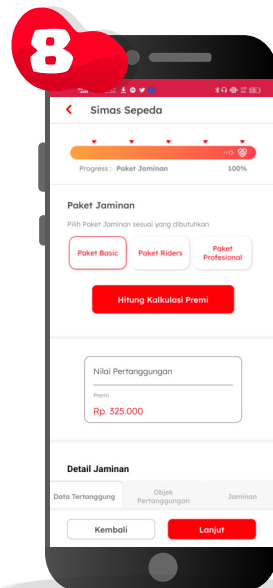 8
Simas Sepeda
Progress : Paket Jaminan 100%
Paket Jaminan
Pilih Paket Jaminan sesuai yang dibutuhkan
Paket Basic
Paket Riders
Paket
Profesional
Hitung Kalkulasi Premi
Nilai Pertanggungan
Premi
Rp. 325.000
Detail Jaminan
Data Tertanggung
Objek
Pertanggungan
Jaminan
Kembali
Lanjut